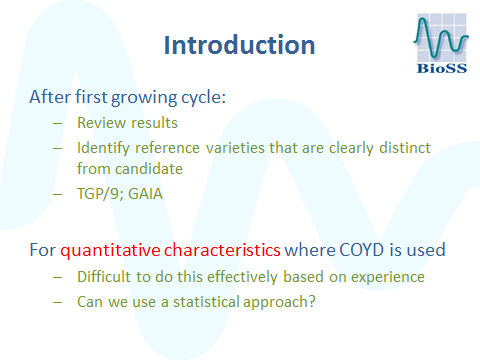 Introduction
BioSS
After first growing cycle:
– Review results
– Identify reference varieties that are clearly distinct
from candidate
– TGP/9; GAIA
For quantitative characteristics where COYD is used
– Difficult to do this effectively based on experience
– Can we use a statistical approach?